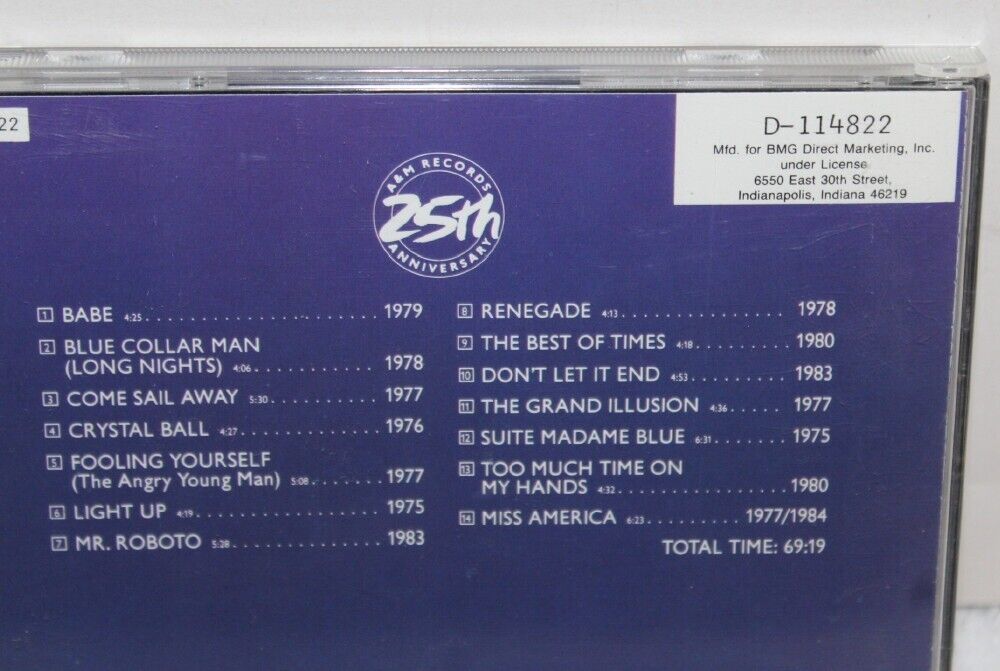 22
D-114822
Mfd. for BMG Direct Marketing, Inc.
under License
6550 East 30th Street,
Indianapolis, Indiana 46219
A&M RECORDS
25th
ANNIVERSARY
1 BABE 4:25 . . . . . . . . . . . . . . . . . . . . . 1979
2 BLUE COLLAR MAN
(LONG NIGHTS) 4:06 . . . . . . . . . . . . 1978
3 COME SAIL AWAY 5:30 . . . . . . . . . . 1977
4 CRYSTAL BALL 4:27 . . . . . . . . . . . . . 1976
5 FOOLING YOURSELF
(The Angry Young Man) 5:08 . . . . . . . 1977
6 LIGHT UP 4:19 . . . . . . . . . . . . . . . . . 1975
7 MR. ROBOTO 5:28 . . . . . . . . . . . . . . 1983
8 RENEGADE 4:13 . . . . . . . . . . . . . . . 1978
9 THE BEST OF TIMES 4:18 . . . . . . . . . 1980
10 DON'T LET IT END 4:53 . . . . . . . . . . 1983
11 THE GRAND ILLUSION 4:36 . . . . . . 1977
12 SUITE MADAME BLUE 6:31 . . . . . . . 1975
13 TOO MUCH TIME ON
MY HANDS 4:32 . . . . . . . . . . . . . . . 1980
14 MISS AMERICA 6:23 . . . . . . . . . 1977/1984
TOTAL TIME: 69:19